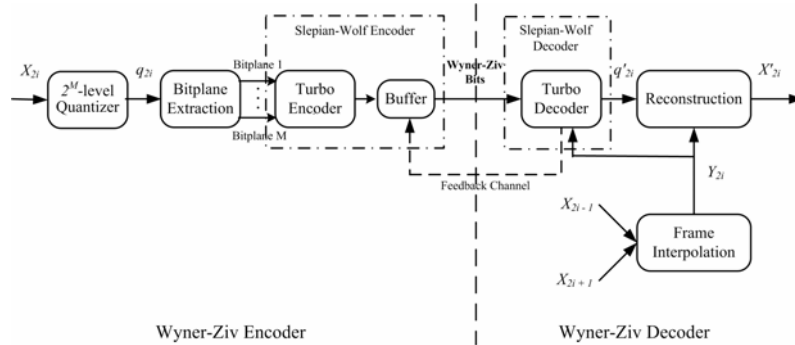 Slepian-Wolf Encoder
Slepian-Wolf
Decoder
X2i
q2i
Bitplane 1
Wyner-Ziv
Bits
q'2i
X'2i
2^M-level
Quantizer
Bitplane
Extraction
Turbo
Encoder
Buffer
Turbo
Decoder
Reconstruction
Bitplane M
Feedback Channel
Y2i
X2i - 1
Frame
Interpolation
X2i + 1
Wyner-Ziv Encoder
Wyner-Ziv Decoder